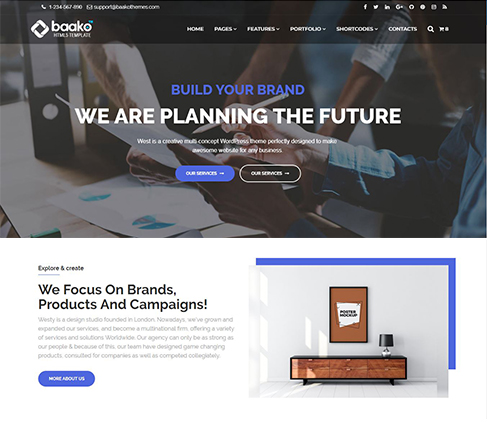 1-234-567-890 support@baakothemes.com
baako
HTML5 TEMPLATE
HOME PAGES FEATURES PORTFOLIO SHORTCODES CONTACTS 0
BUILD YOUR BRAND
WE ARE PLANNING THE FUTURE
West is a creative multi-concept WordPress theme perfectly designed to make
awesome website for any business.
OUR SERVICES → OUR SERVICES →
Explore & create
We Focus On Brands,
Products And Campaigns!
Westy is a design studio founded in London. Nowadays, we've grown and
expanded our services, and become a multinational firm, offering a variety
of services and solutions Worldwide. Our agency can only be as strong as
our people & because of this, our team have designed game changing
products, consulted for companies as well as competed collegiately.
MORE ABOUT US
POSTER
MOCKUP